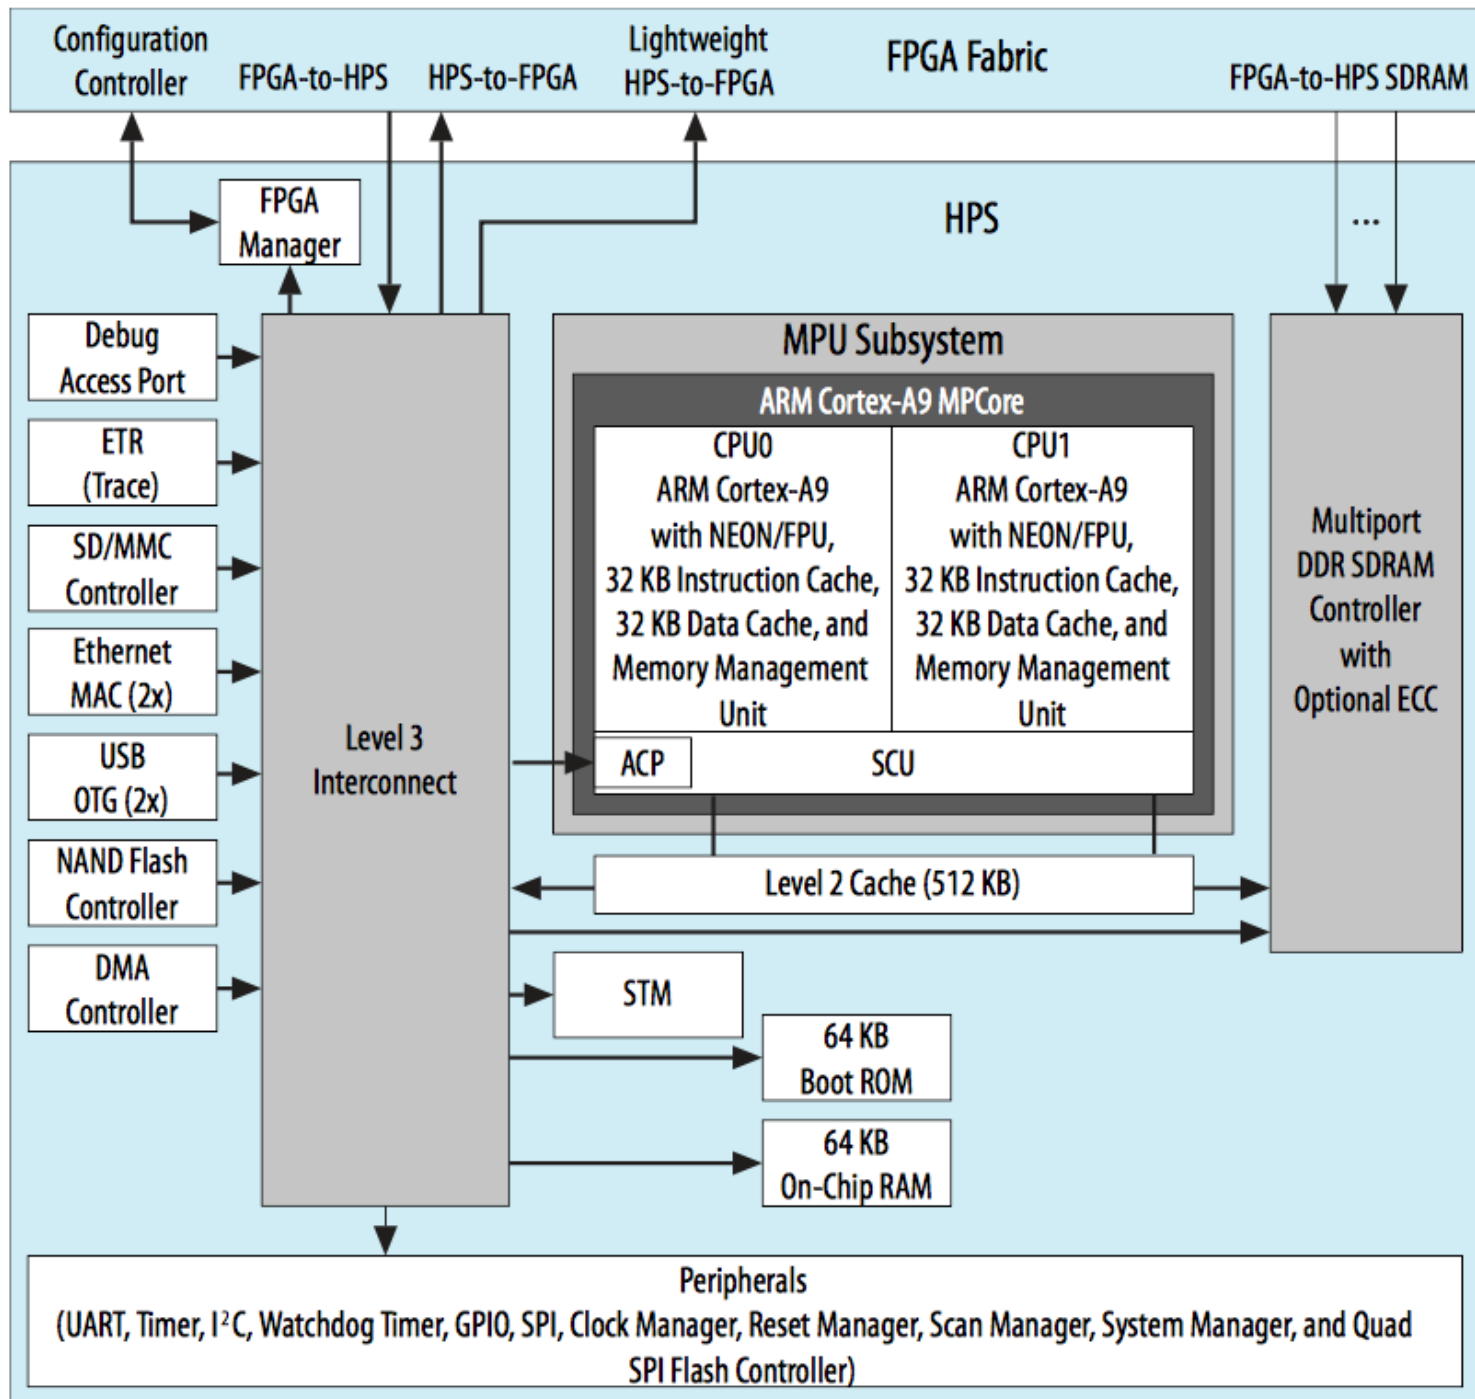 Configuration
Controller
FPGA-to-HPS
HPS-to-FPGA
Lightweight
HPS-to-FPGA
FPGA Fabric
FPGA-to-HPS SDRAM
FPGA
Manager
HPS
...
Debug
Access Port
ETR
(Trace)
SD/MMC
Controller
Ethernet
MAC (2x)
USB
OTG (2x)
NAND Flash
Controller
DMA
Controller
Level 3
Interconnect
MPU Subsystem
ARM Cortex-A9 MPCore
CPU0
ARM Cortex-A9
with NEON/FPU,
32 KB Instruction Cache,
32 KB Data Cache, and
Memory Management
Unit
CPU1
ARM Cortex-A9
with NEON/FPU,
32 KB Instruction Cache,
32 KB Data Cache, and
Memory Management
Unit
ACP
SCU
Level 2 Cache (512 KB)
Multiport
DDR SDRAM
Controller
with
Optional ECC
STM
64 KB
Boot ROM
64 KB
On-Chip RAM
Peripherals
(UART, Timer, I²C, Watchdog Timer, GPIO, SPI, Clock Manager, Reset Manager, Scan Manager, System Manager, and Quad
SPI Flash Controller)